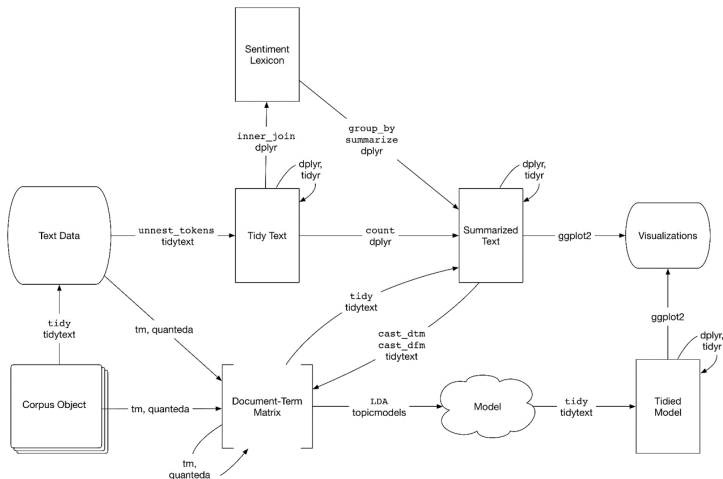 Sentiment
Lexicon
inner_join
dplyr
group_by
summarize
dplyr
dplyr,
tidyr
dplyr,
tidyr
Text Data
unnest_tokens
tidytext
Tidy Text
count
dplyr
Summarized
Text
ggplot2
Visualizations
tidy
tidytext
tidy
tidytext
tm, quanteda
cast_dtm
cast_dfm
tidytext
ggplot2
dplyr,
tidyr
Corpus Object
tm, quanteda
Document-Term
Matrix
LDA
topicmodels
Model
tidy
tidytext
Tidied
Model
tm,
quanteda